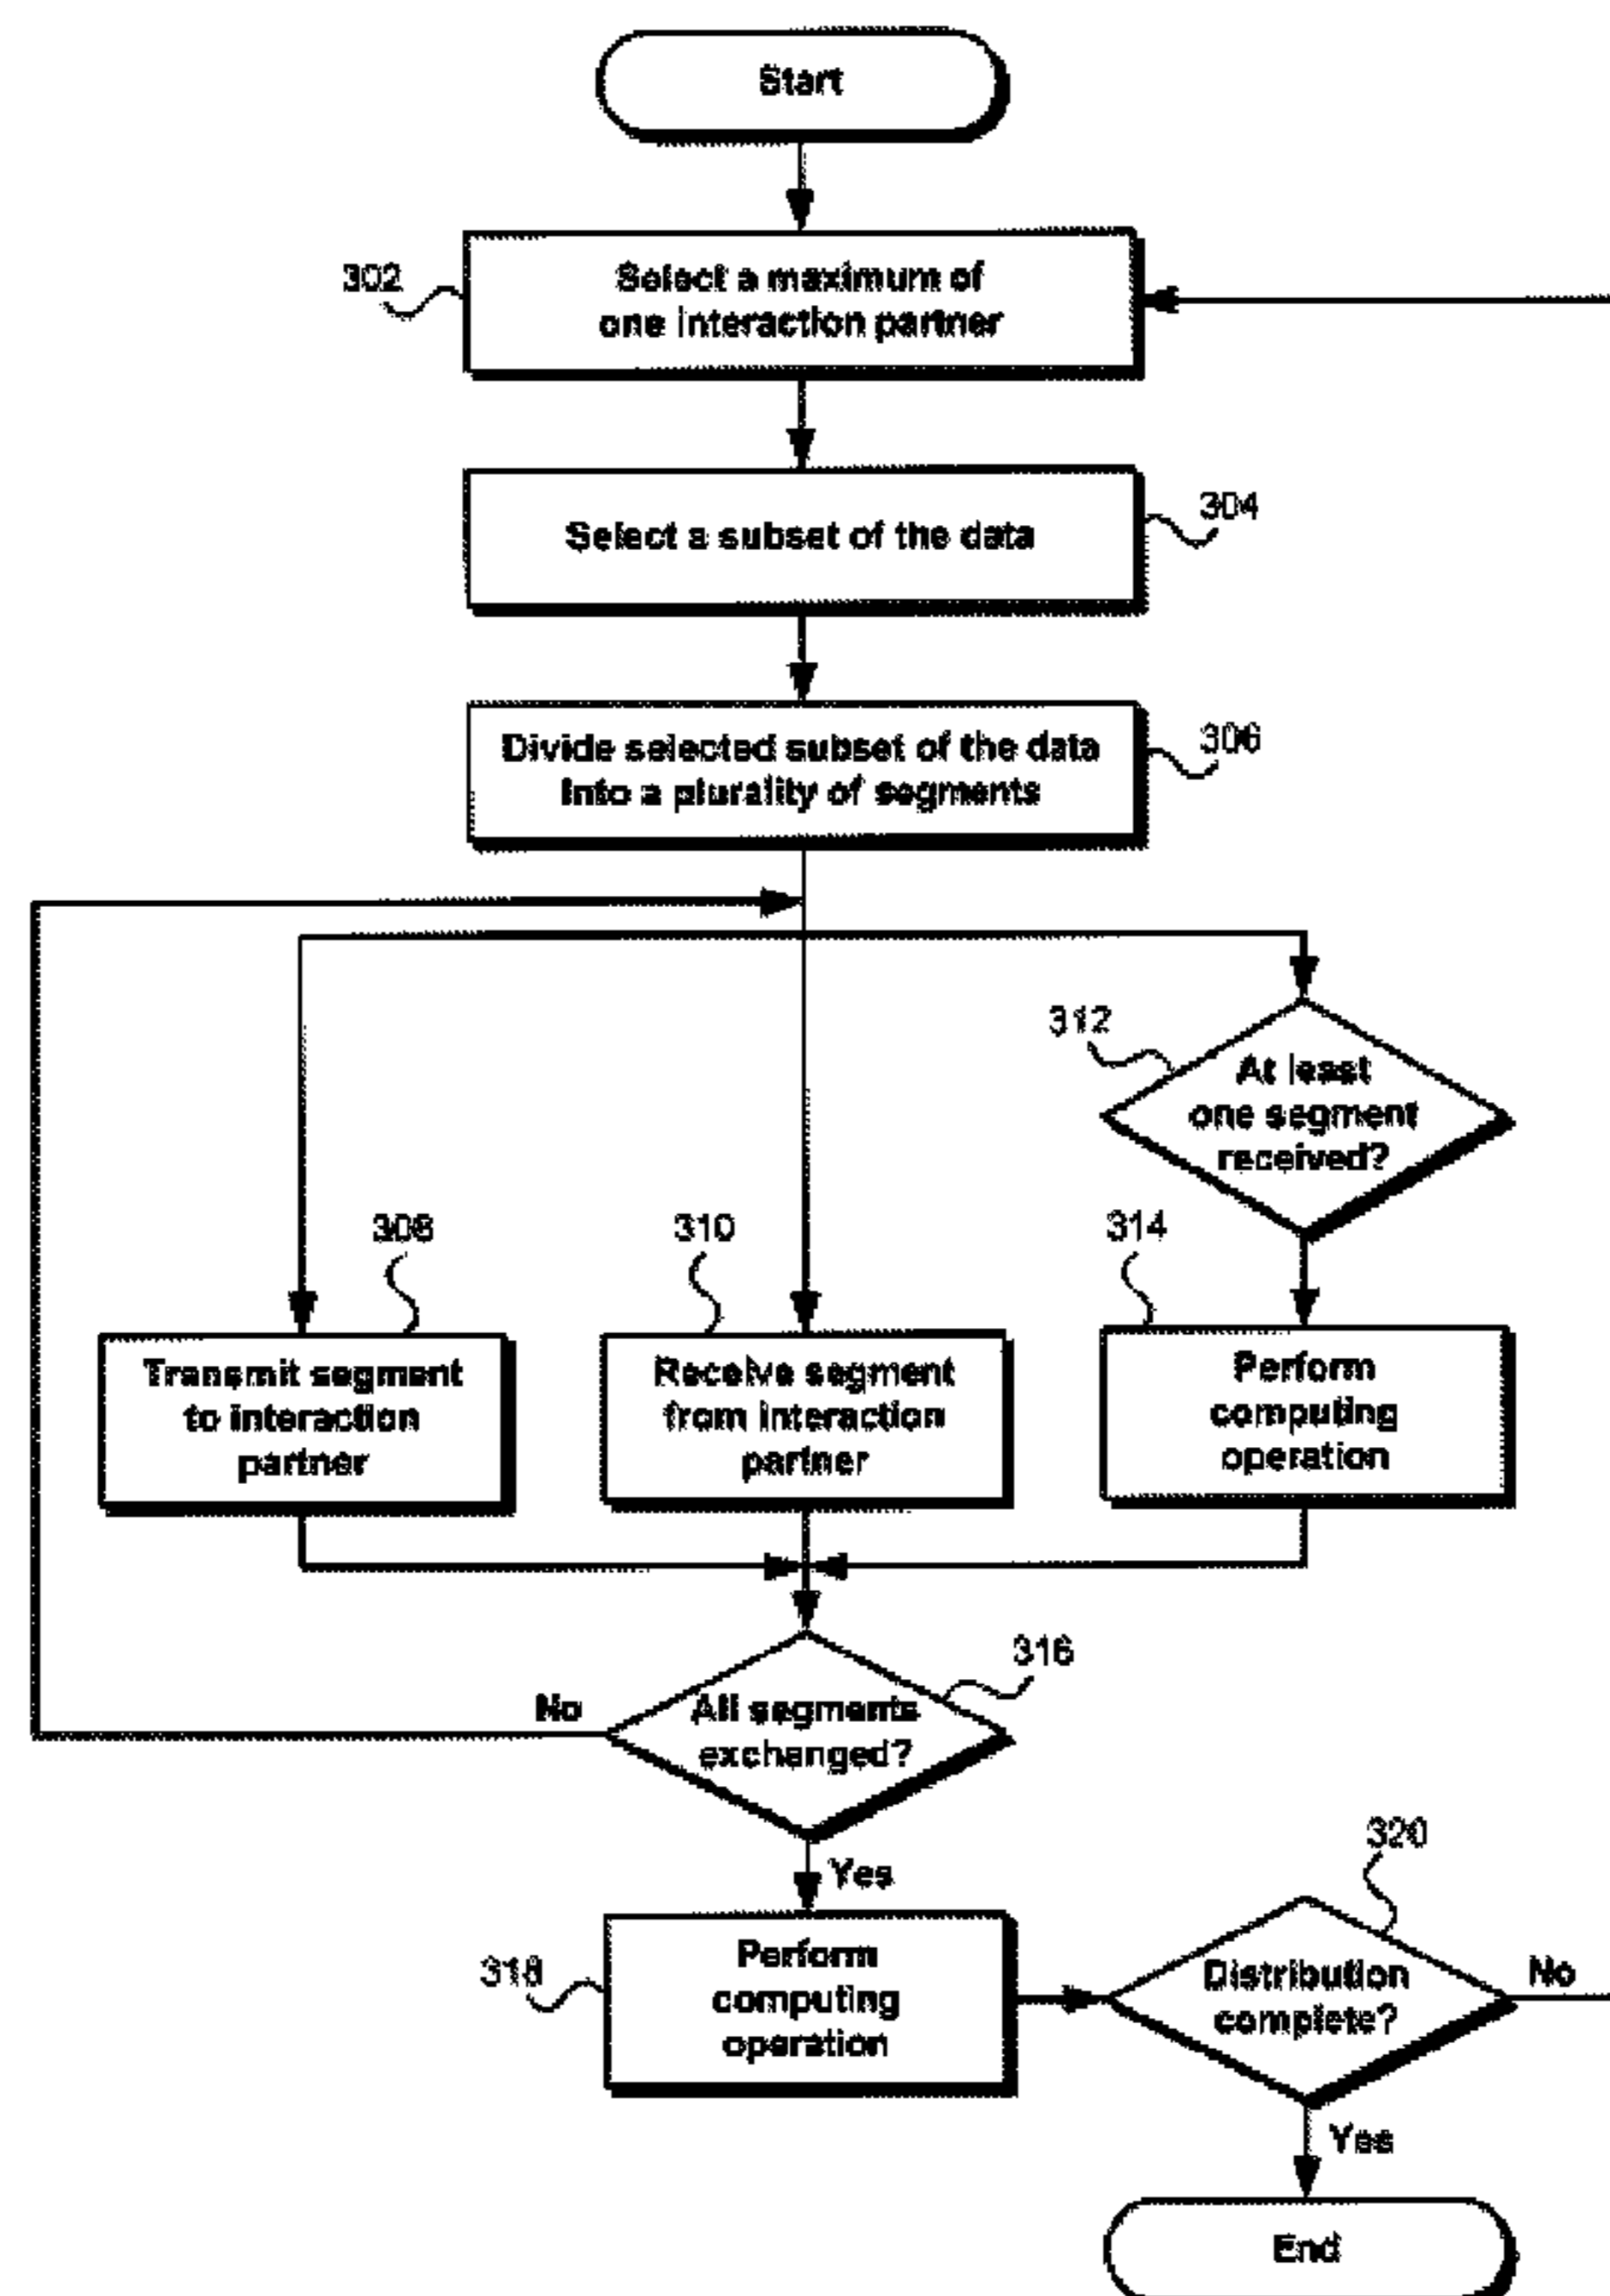 Start
302
Select a maximum of
one interaction partner
304
Select a subset of the data
306
Divide selected subset of the data
into a plurality of segments
312
At least
one segment
received?
308
310
314
Transmit segment
to interaction
partner
Receive segment
from interaction
partner
Perform
computing
operation
316
No
All segments
exchanged?
Yes
320
318
Perform
computing
operation
Distribution
complete?
No
Yes
End